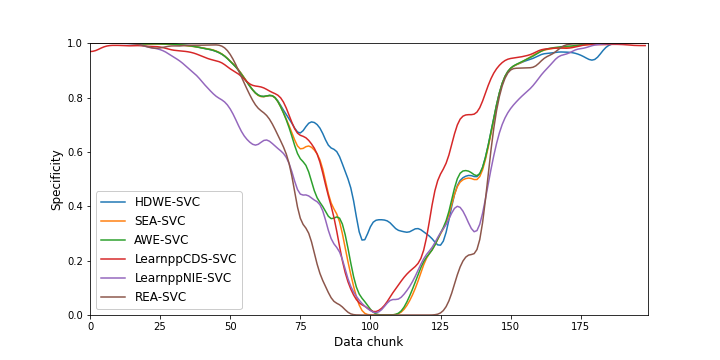 1.0
0.8
0.6
0.4
0.2
0.0
Specificity
HDWE-SVC
SEA-SVC
AWE-SVC
LearnppCDS-SVC
LearnppNIE-SVC
REA-SVC
0 25 50 75 100 125 150 175
Data chunk